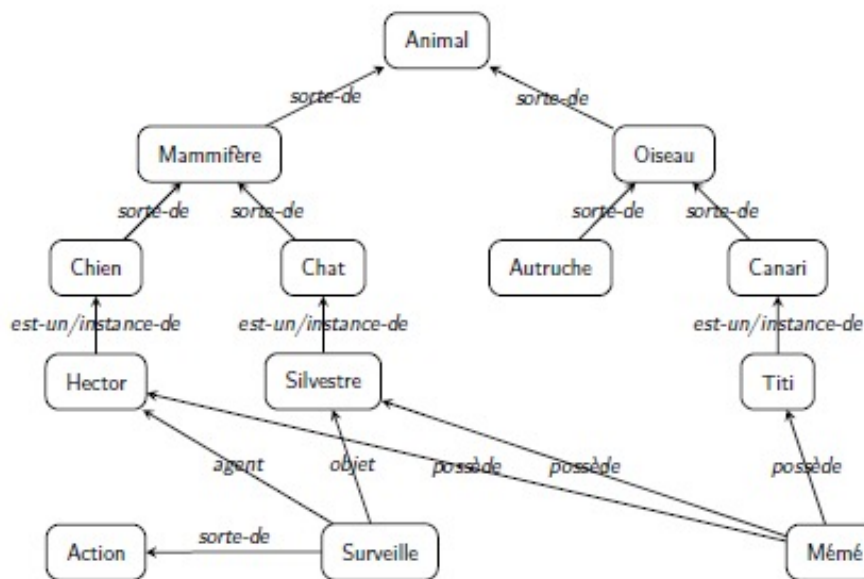 Animal
sorte-de sorte-de
Mammifère Oiseau
sorte-de sorte-de sorte-de sorte-de
Chien Chat Autruche Canari
est-un/instance-de est-un/instance-de est-un/instance-de
Hector Silvestre Titi
agent objet possède possède possède
Action sorte-de Surveille Mémé